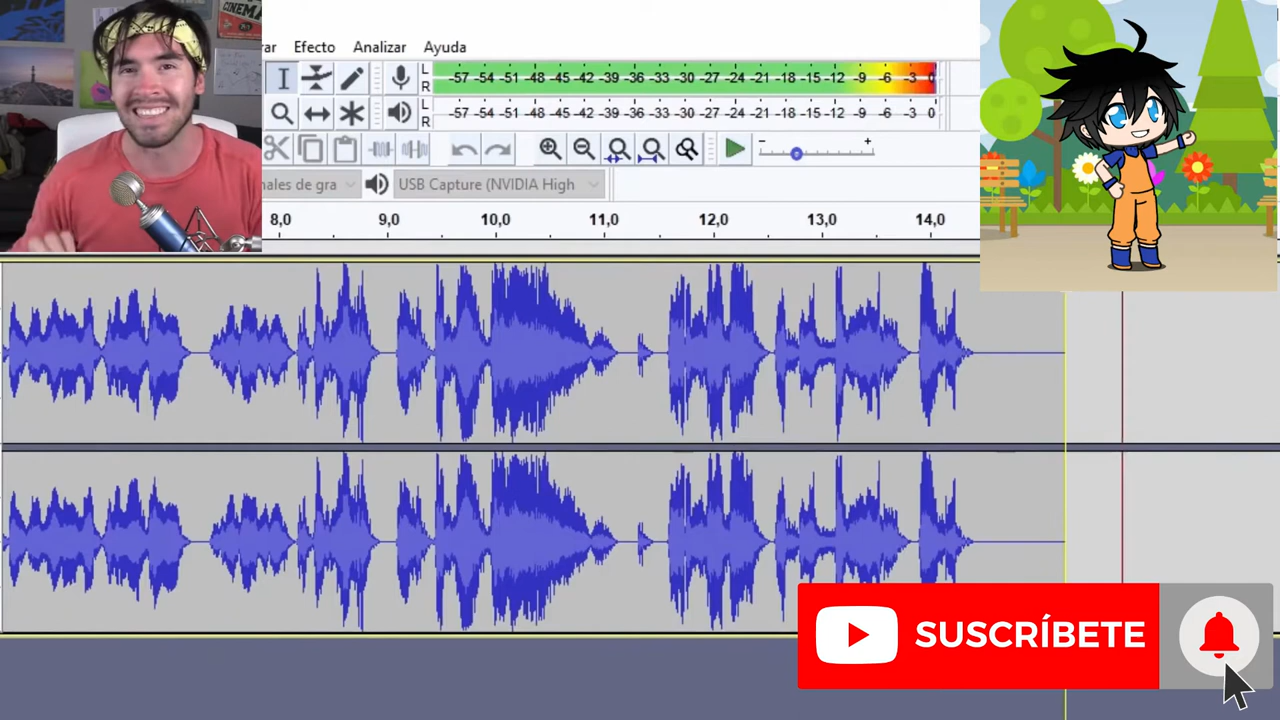 rar Efecto Analizar Ayuda
L
R
-57 -54 -51 -48 -45 -42 -39 -36 -33 -30 -27 -24 -21 -18 -15 -12 -9 -6 -3 0
L
R
-57 -54 -51 -48 -45 -42 -39 -36 -33 -30 -27 -24 -21 -18 -15 -12 -9 -6 -3 0
- +
nales de gra USB Capture (NVIDIA High
8,0 9,0 10,0 11,0 12,0 13,0 14,0
SUSCRÍBETE